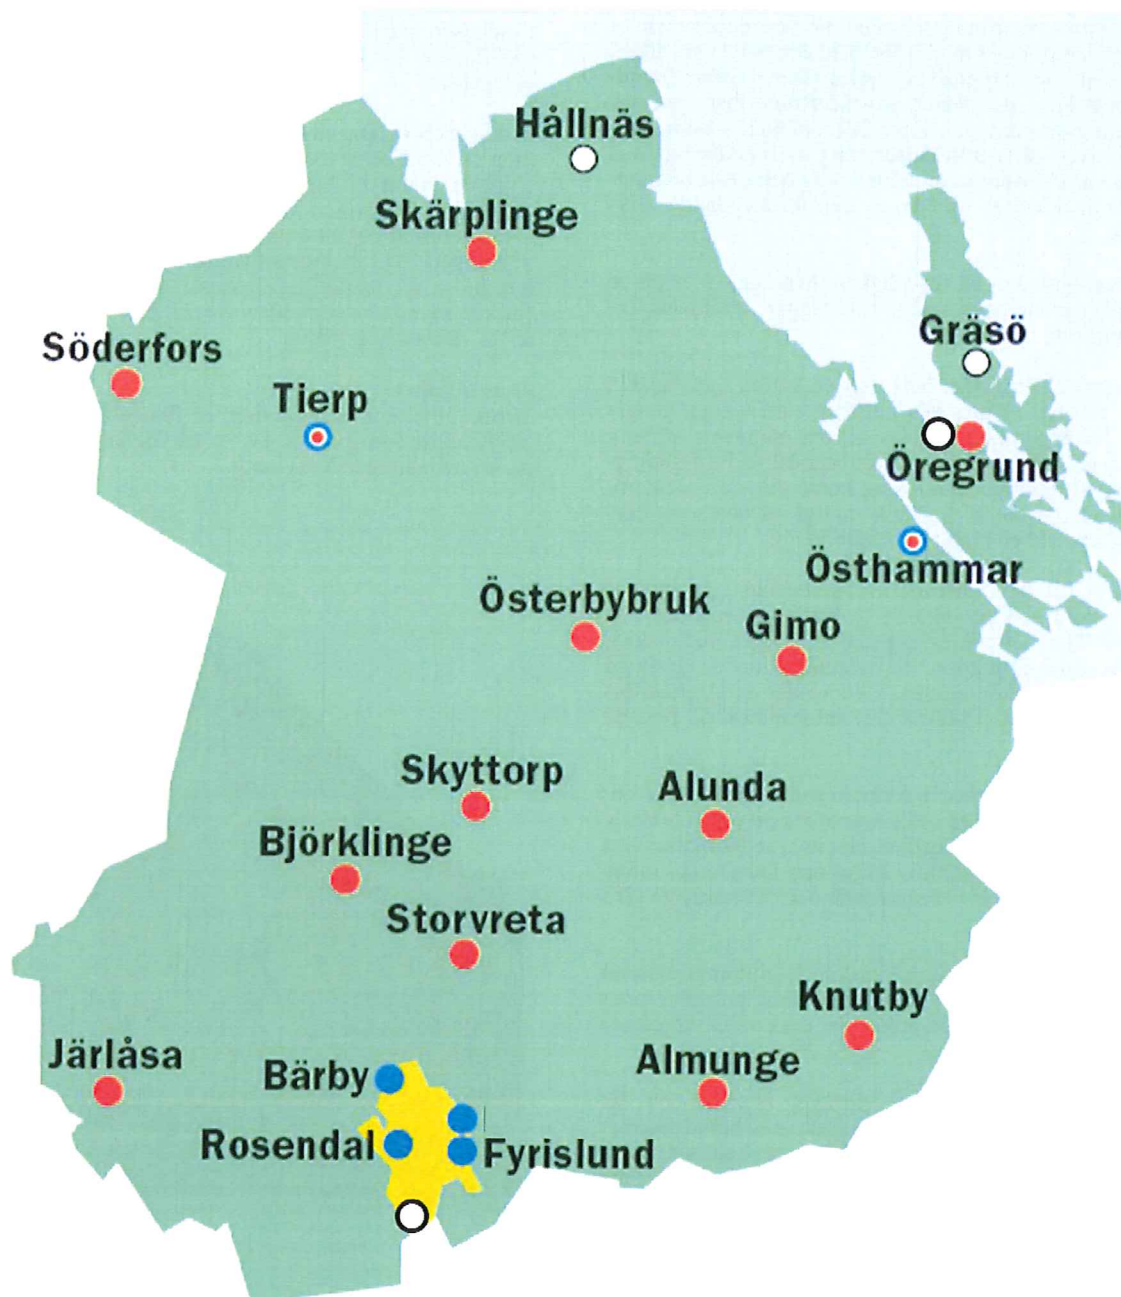 Hållnäs
Skärplinge
Gräsö
Söderfors
Tierp
Öregrund
Östhammar
Österbybruk
Gimo
Skyttorp
Alunda
Björklinge
Storvreta
Knutby
Järlåsa
Almunge
Bärby
Rosendal
Fyrislund